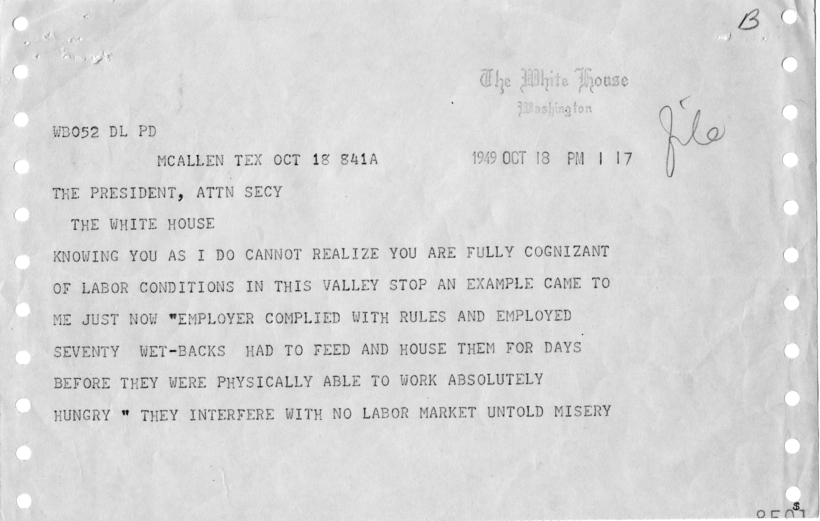 B
The White House
Washington
file
WB052 DL PD
MCALLEN TEX OCT 18 841A
1949 OCT 18 PM 1 17
THE PRESIDENT, ATTN SECY
THE WHITE HOUSE
KNOWING YOU AS I DO CANNOT REALIZE YOU ARE FULLY COGNIZANT
OF LABOR CONDITIONS IN THIS VALLEY STOP AN EXAMPLE CAME TO
ME JUST NOW "EMPLOYER COMPLIED WITH RULES AND EMPLOYED
SEVENTY WET-BACKS HAD TO FEED AND HOUSE THEM FOR DAYS
BEFORE THEY WERE PHYSICALLY ABLE TO WORK ABSOLUTELY
HUNGRY " THEY INTERFERE WITH NO LABOR MARKET UNTOLD MISERY